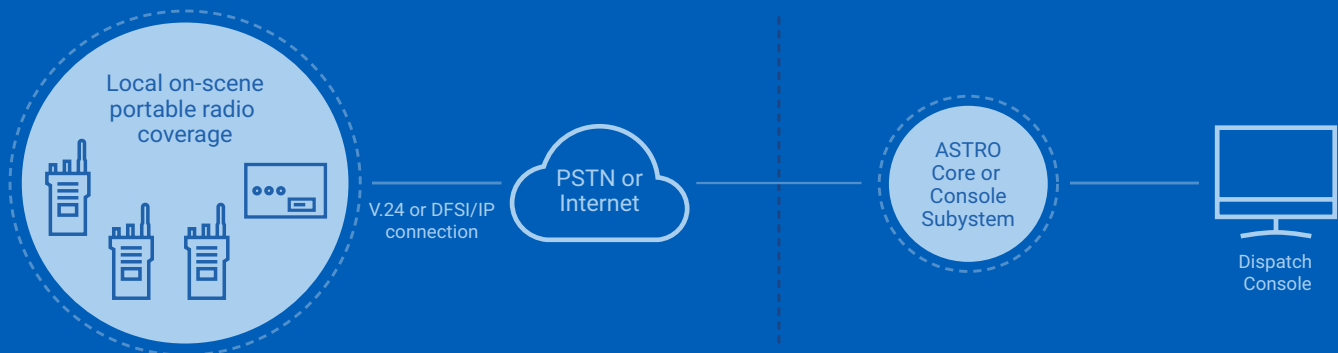 Local on-scene
portable radio
coverage
V.24 or DFSI/IP
connection
PSTN or
Internet
ASTRO
Core or
Console
Subystem
Dispatch
Console